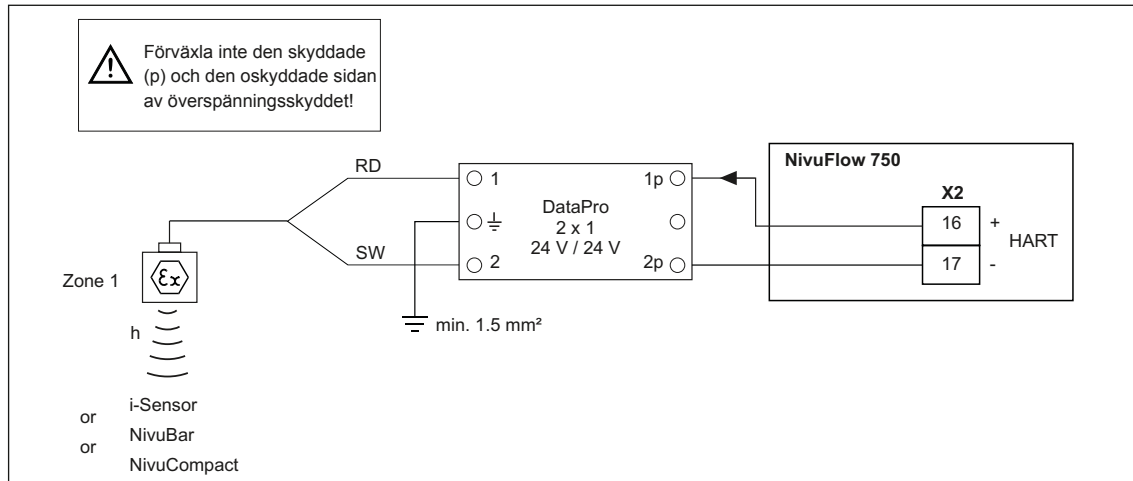 Förväxla inte den skyddade
(p) och den oskyddade sidan
av överspänningsskyddet!
NivuFlow 750
RD
1
1p
X2
DataPro
2 x 1
24 V / 24 V
16
+
HART
SW
2
2p
17
-
Zone 1
Ex
min. 1.5 mm²
h
or
i-Sensor
or
NivuBar
NivuCompact